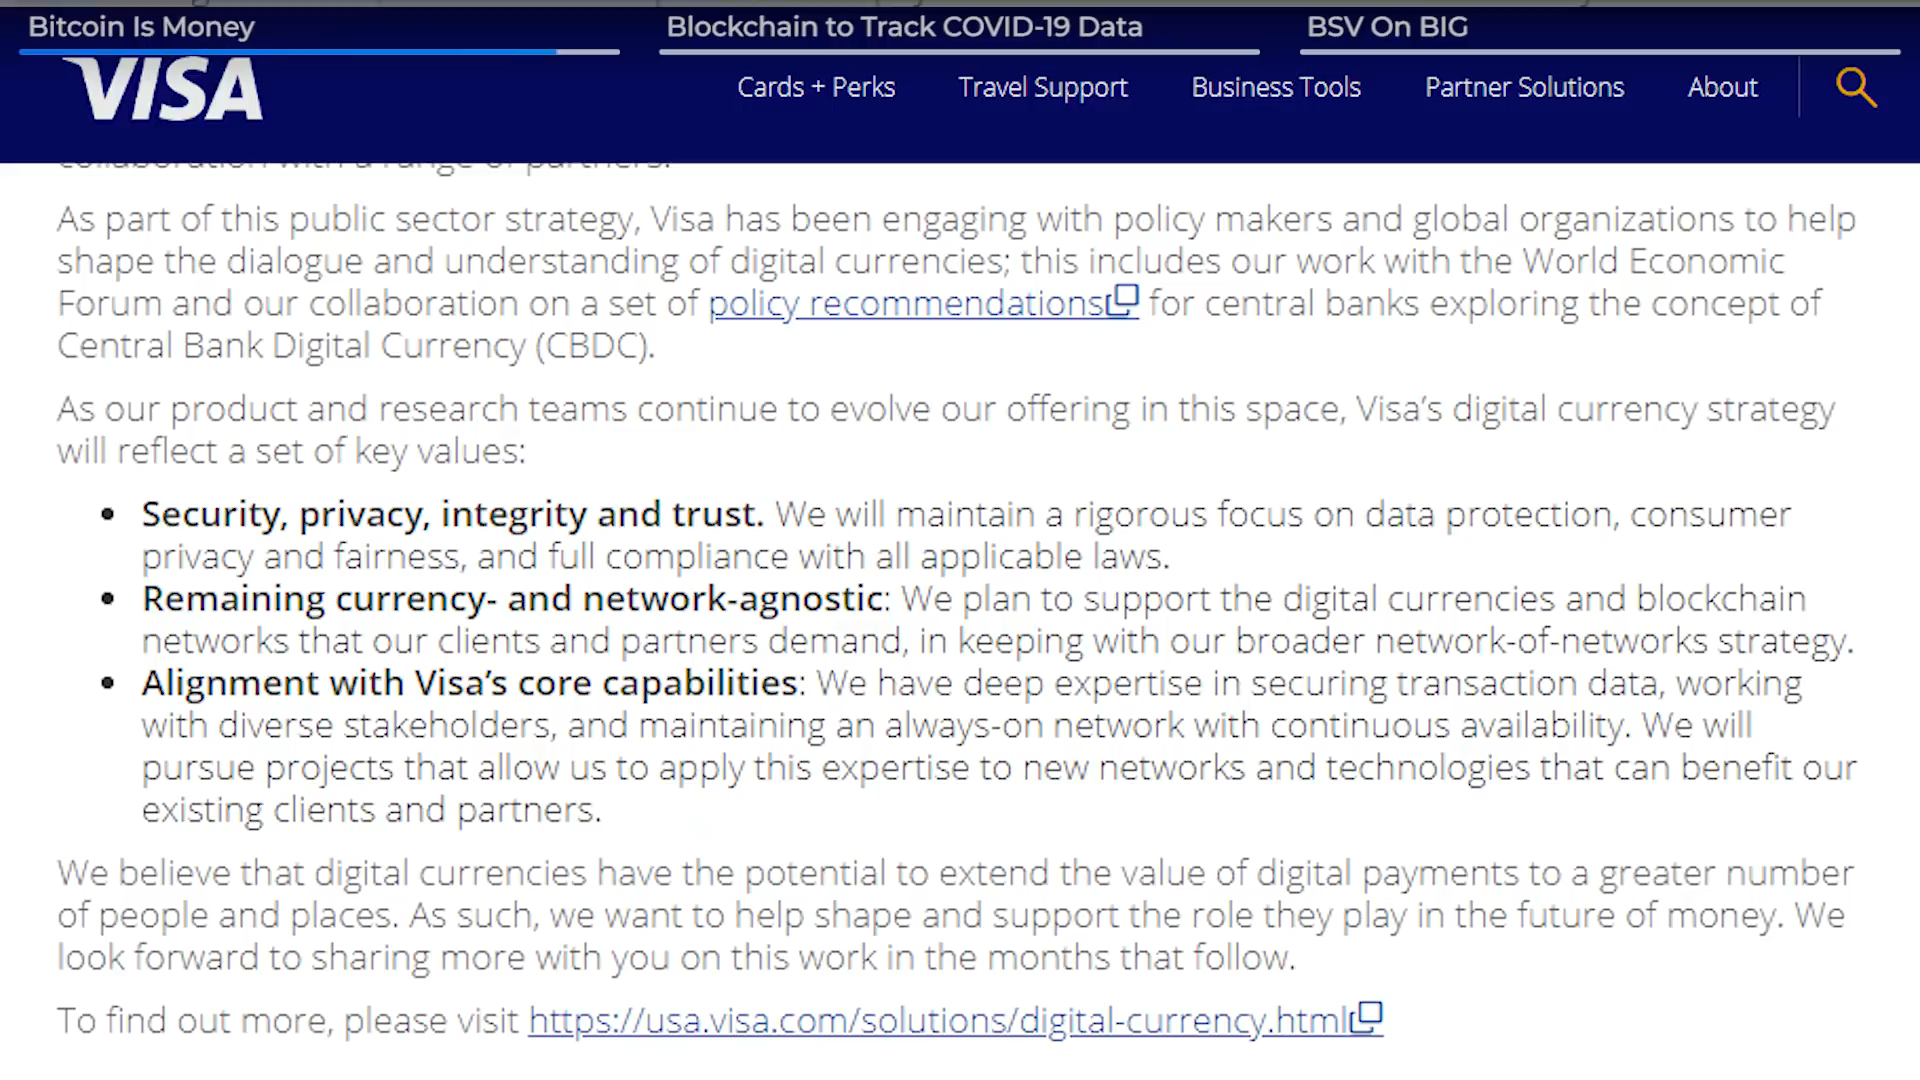 Bitcoin Is Money
Blockchain to Track COVID-19 Data
BSV On BIG
VISA
Cards + Perks
Travel Support
Business Tools
Partner Solutions
About
collaboration with a range of partners.
As part of this public sector strategy, Visa has been engaging with policy makers and global organizations to help
shape the dialogue and understanding of digital currencies; this includes our work with the World Economic
Forum and our collaboration on a set of policy recommendations for central banks exploring the concept of
Central Bank Digital Currency (CBDC).
As our product and research teams continue to evolve our offering in this space, Visa's digital currency strategy
will reflect a set of key values:
• Security, privacy, integrity and trust. We will maintain a rigorous focus on data protection, consumer
privacy and fairness, and full compliance with all applicable laws.
• Remaining currency- and network-agnostic: We plan to support the digital currencies and blockchain
networks that our clients and partners demand, in keeping with our broader network-of-networks strategy.
• Alignment with Visa's core capabilities: We have deep expertise in securing transaction data, working
with diverse stakeholders, and maintaining an always-on network with continuous availability. We will
pursue projects that allow us to apply this expertise to new networks and technologies that can benefit our
existing clients and partners.
We believe that digital currencies have the potential to extend the value of digital payments to a greater number
of people and places. As such, we want to help shape and support the role they play in the future of money. We
look forward to sharing more with you on this work in the months that follow.
To find out more, please visit https://usa.visa.com/solutions/digital-currency.html